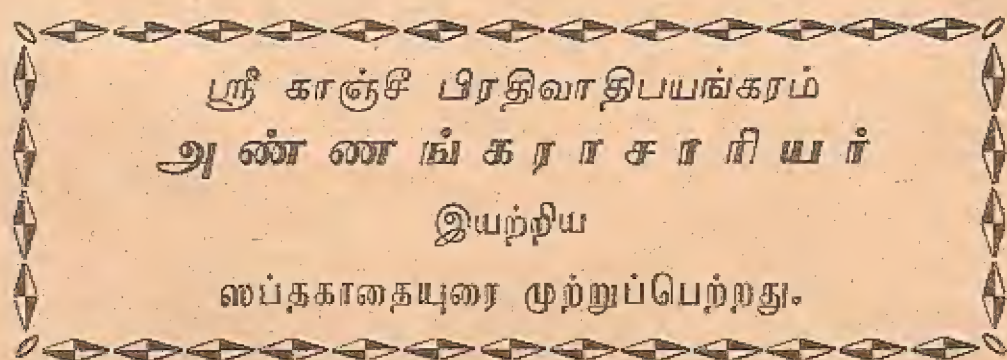 ஸ்ரீ காஞ்சீ பிரதிவாதிபயங்கரம்
அண்ணங்கராசாரியர்
இயற்றிய
ஸப்தகாதையுரை முற்றுப்பெற்றது.